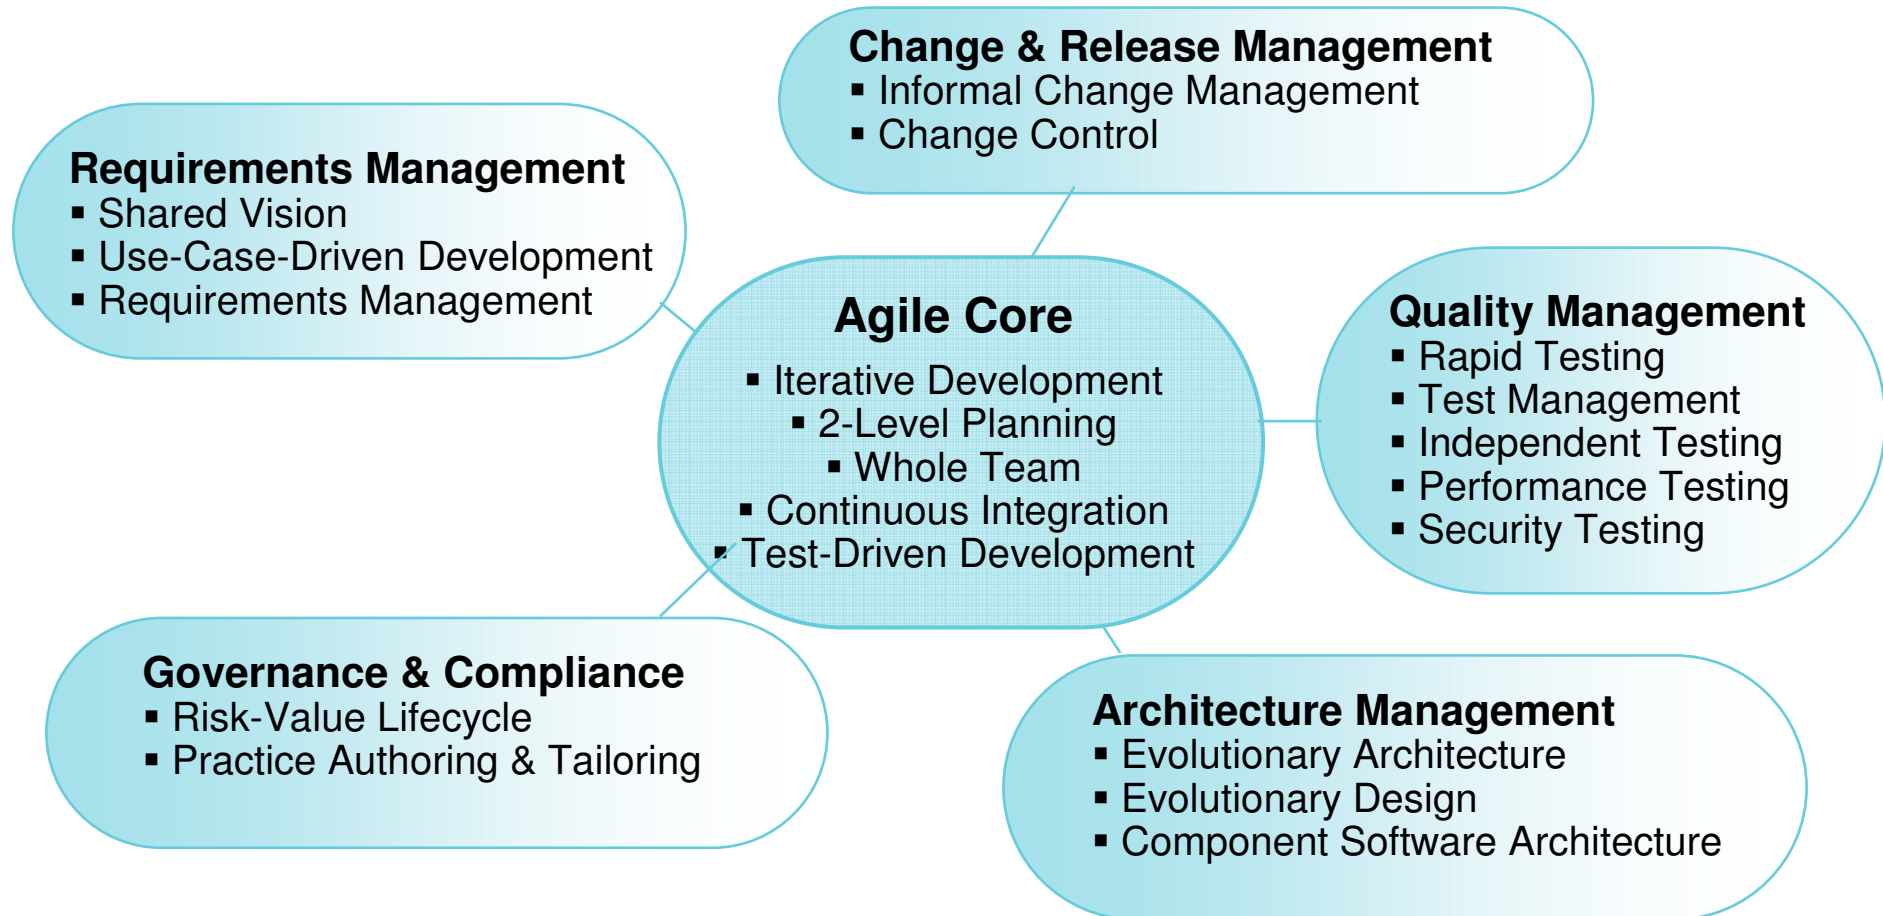 Change & Release Management
▪ Informal Change Management
▪ Change Control
Requirements Management
▪ Shared Vision
▪ Use-Case-Driven Development
▪ Requirements Management
Agile Core
▪ Iterative Development
▪ 2-Level Planning
▪ Whole Team
▪ Continuous Integration
▪ Test-Driven Development
Quality Management
▪ Rapid Testing
▪ Test Management
▪ Independent Testing
▪ Performance Testing
▪ Security Testing
Governance & Compliance
▪ Risk-Value Lifecycle
▪ Practice Authoring & Tailoring
Architecture Management
▪ Evolutionary Architecture
▪ Evolutionary Design
▪ Component Software Architecture